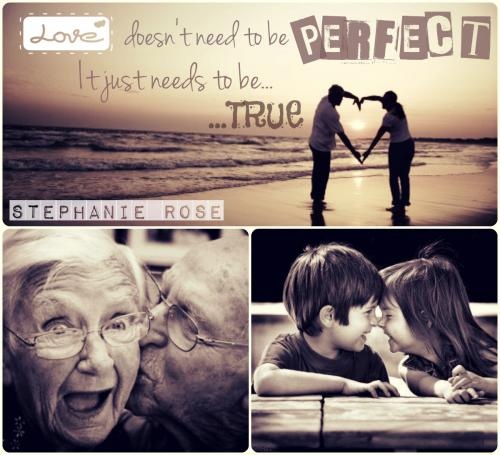 Love doesn't need to be PERFECT
It just needs to be...
...TRUE
STEPHANIE ROSE